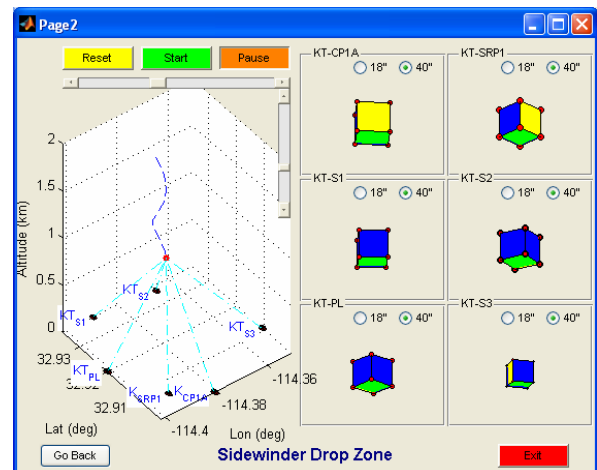 Page2
Reset Start Pause
KT-CP1A
18" 40"
KT-SRP1
18" 40"
KT-S1
18" 40"
KT-S2
18" 40"
KT-PL
18" 40"
KT-S3
18" 40"
Altitude (km)
2
1.5
1
0.5
0
KT_S1
KT_S2
KT_S3
KT_PL
K_SRP1
K_CP1A
32.93
32.92
32.91
Lat (deg)
-114.4
-114.38
-114.36
Lon (deg)
Go Back
Sidewinder Drop Zone
Exit